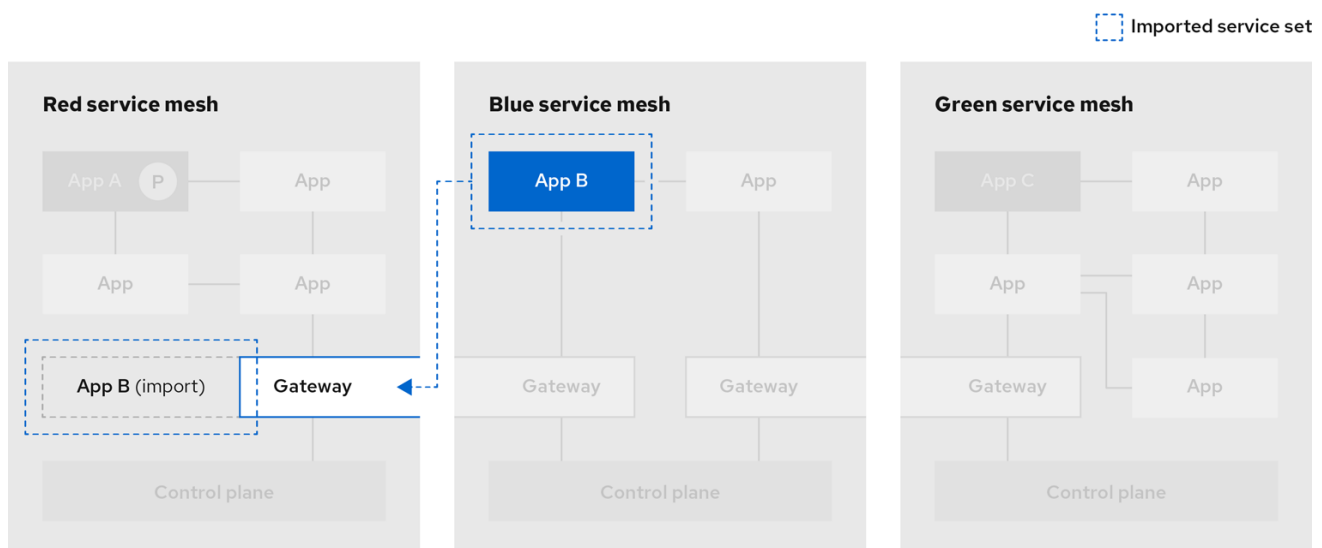 Imported service set
Red service mesh
App A
P
App
App
App
App B (import)
Gateway
Control plane
Blue service mesh
App B
App
Gateway
Gateway
Control plane
Green service mesh
App C
App
App
App
Gateway
App
Control plane